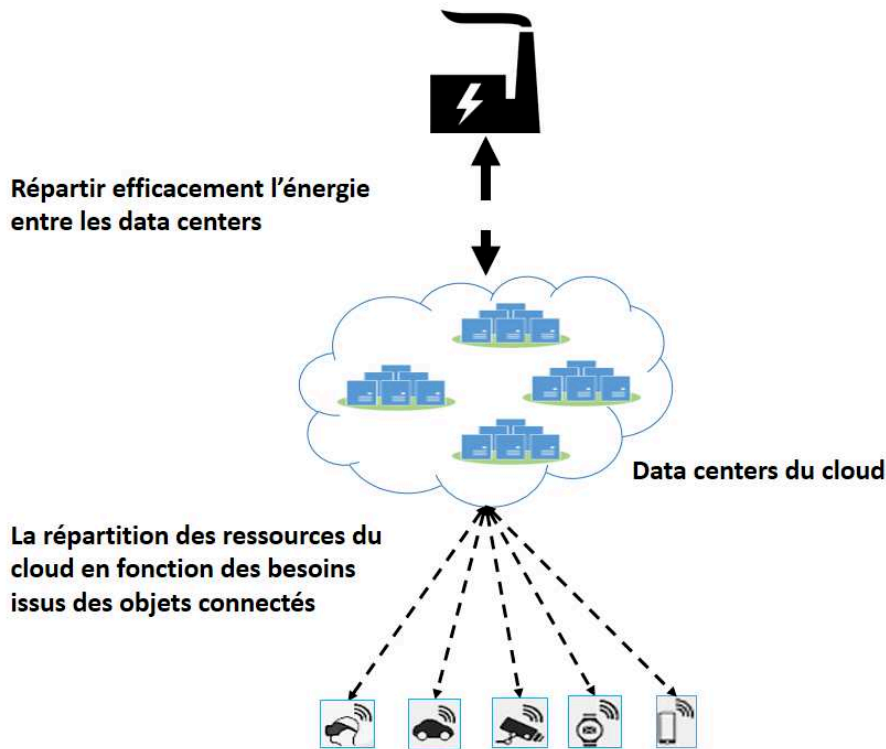 Répartir efficacement l’énergie
entre les data centers
Data centers du cloud
La répartition des ressources du
cloud en fonction des besoins
issus des objets connectés